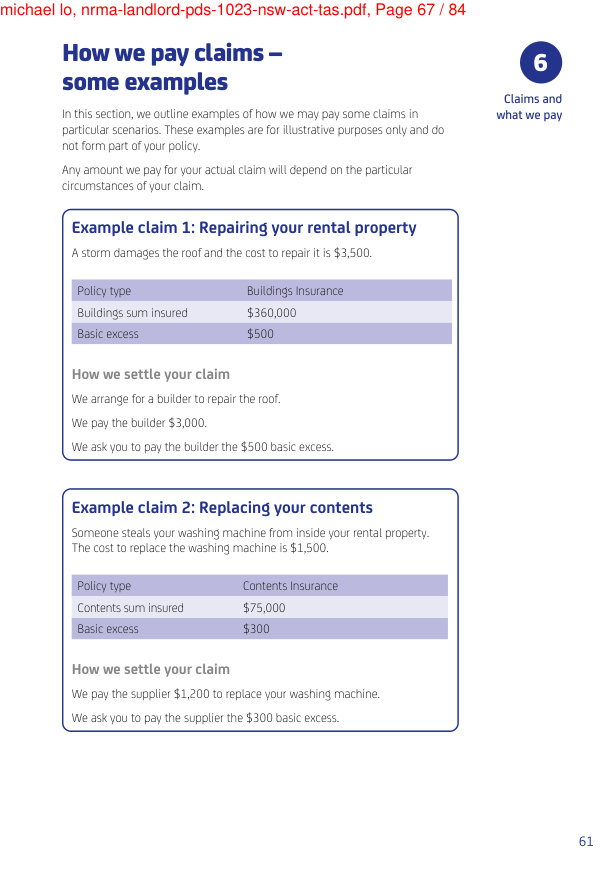 michael lo, nrma-landlord-pds-1023-nsw-act-tas.pdf, Page 67 / 84
How we pay claims –
some examples
6
Claims and
what we pay
In this section, we outline examples of how we may pay some claims in
particular scenarios. These examples are for illustrative purposes only and do
not form part of your policy.
Any amount we pay for your actual claim will depend on the particular
circumstances of your claim.
Example claim 1: Repairing your rental property
A storm damages the roof and the cost to repair it is $3,500.
Policy type Buildings Insurance
Buildings sum insured $360,000
Basic excess $500
How we settle your claim
We arrange for a builder to repair the roof.
We pay the builder $3,000.
We ask you to pay the builder the $500 basic excess.
Example claim 2: Replacing your contents
Someone steals your washing machine from inside your rental property.
The cost to replace the washing machine is $1,500.
Policy type Contents Insurance
Contents sum insured $75,000
Basic excess $300
How we settle your claim
We pay the supplier $1,200 to replace your washing machine.
We ask you to pay the supplier the $300 basic excess.
61